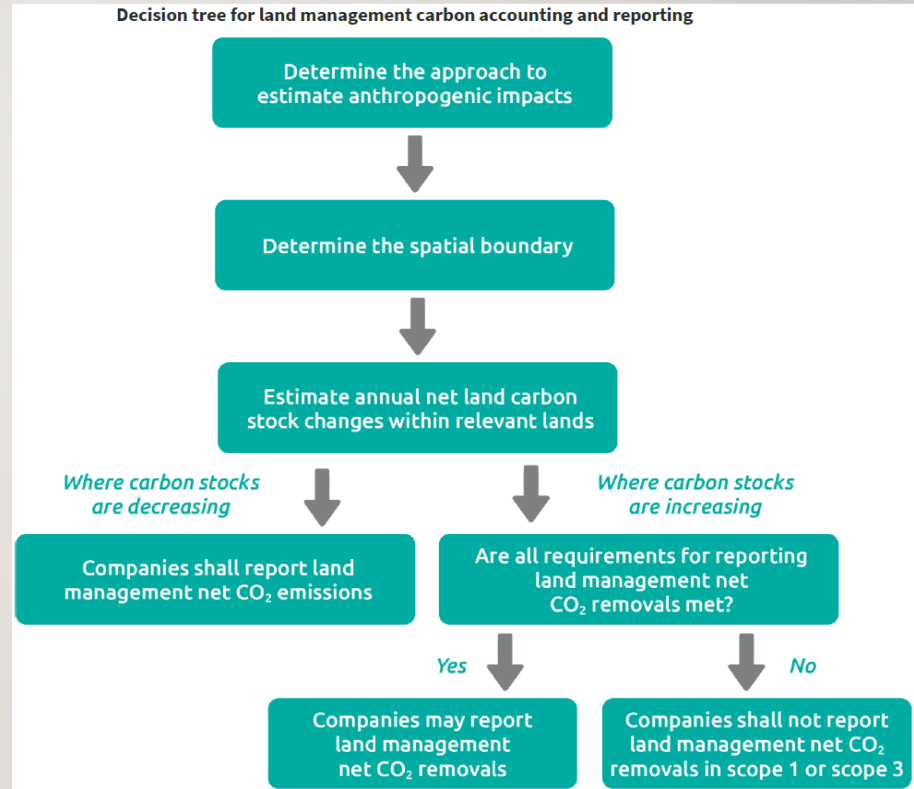 Decision tree for land management carbon accounting and reporting
Determine the approach to
estimate anthropogenic impacts
Determine the spatial boundary
Estimate annual net land carbon
stock changes within relevant lands
Where carbon stocks
are decreasing
Where carbon stocks
are increasing
Companies shall report land
management net CO₂ emissions
Are all requirements for reporting
land management net
CO₂ removals met?
Yes
No
Companies may report
land management
net CO₂ removals
Companies shall not report
land management net CO₂
removals in scope 1 or scope 3